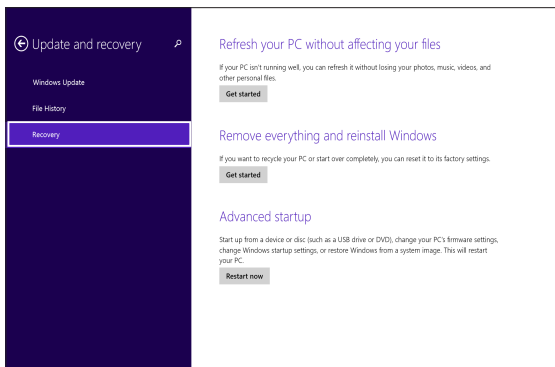 Update and recovery
Windows Update
File History
Recovery
Refresh your PC without affecting your files
If your PC isn't running well, you can refresh it without losing your photos, music, videos, and
other personal files.
Get started
Remove everything and reinstall Windows
If you want to recycle your PC or start over completely, you can reset it to its factory settings.
Get started
Advanced startup
Start up from a device or disc (such as a USB drive or DVD), change your PC's firmware settings,
change Windows startup settings, or restore Windows from a system image. This will restart
your PC.
Restart now